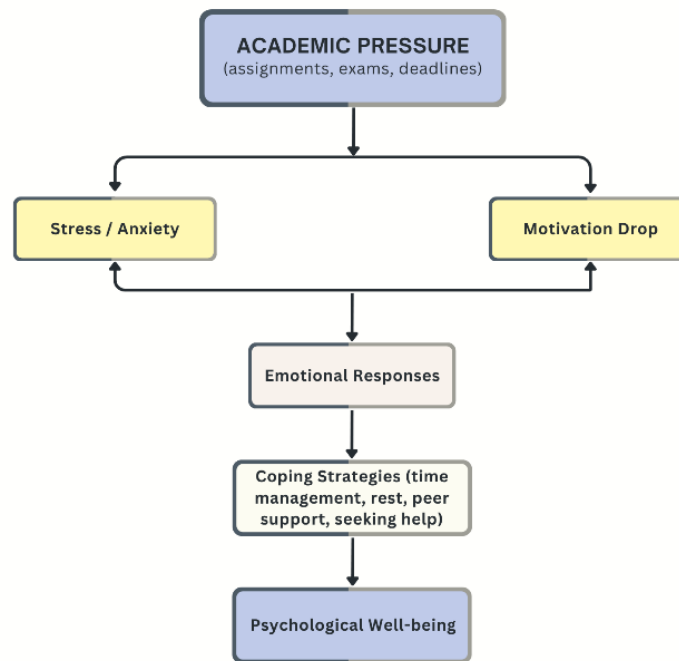 ACADEMIC PRESSURE
(assignments, exams, deadlines)
Stress / Anxiety
Motivation Drop
Emotional Responses
Coping Strategies (time
management, rest, peer
support, seeking help)
Psychological Well-being